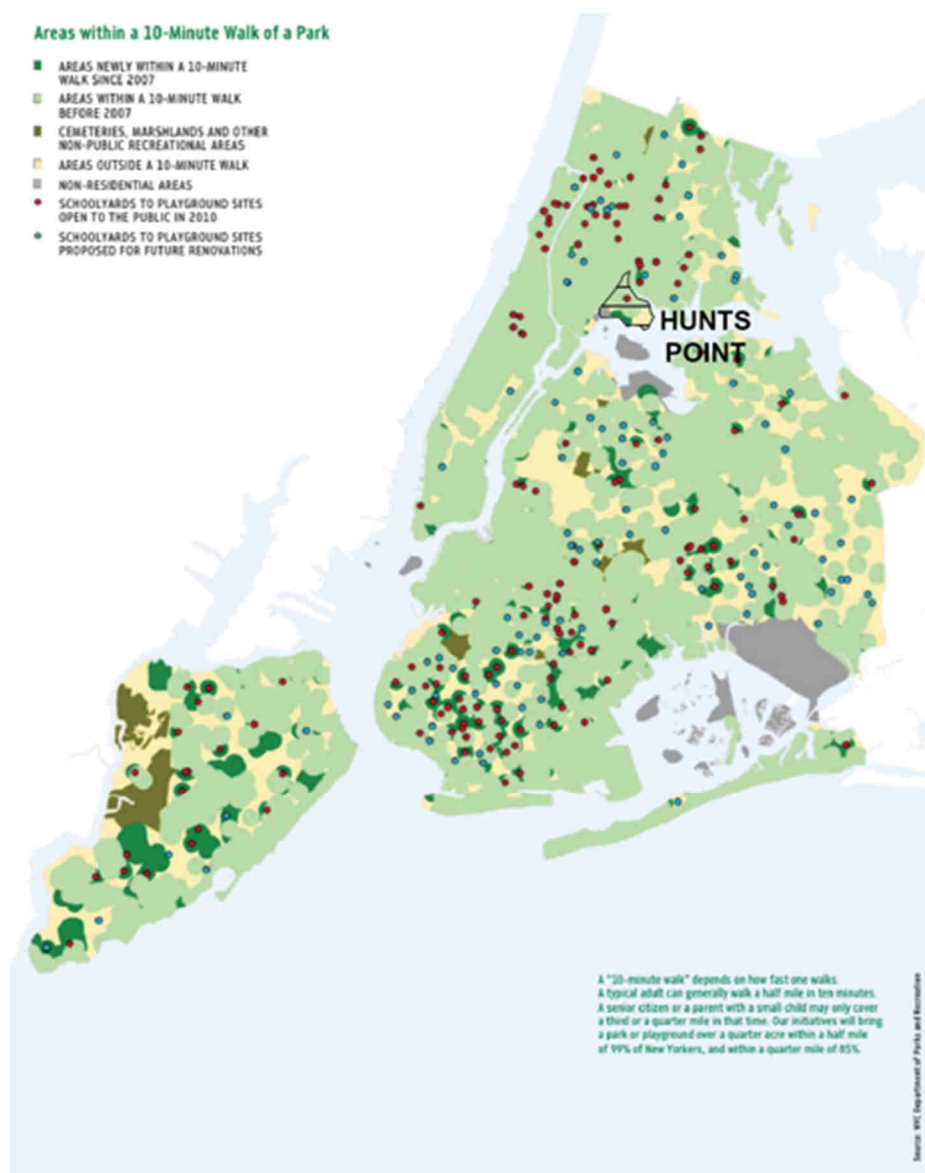 Areas within a 10-Minute Walk of a Park
AREAS NEWLY WITHIN A 10-MINUTE
WALK SINCE 2007
AREAS WITHIN A 10-MINUTE WALK
BEFORE 2007
CEMETERIES, MARSHLANDS AND OTHER
NON-PUBLIC RECREATIONAL AREAS
AREAS OUTSIDE A 10-MINUTE WALK
NON-RESIDENTIAL AREAS
SCHOOLYARDS TO PLAYGROUND SITES
OPEN TO THE PUBLIC IN 2010
SCHOOLYARDS TO PLAYGROUND SITES
PROPOSED FOR FUTURE RENOVATIONS
HUNTS
POINT
A "10-minute walk" depends on how fast one walks.
A typical adult can generally walk a half mile in ten minutes.
A senior citizen or a parent with a small child may only cover
a third or a quarter mile in that time. Our initiatives will bring
a park or playground over a quarter acre within a half mile
of 99% of New Yorkers, and within a quarter mile of 85%.
Source: NYC Department of Parks and Recreation